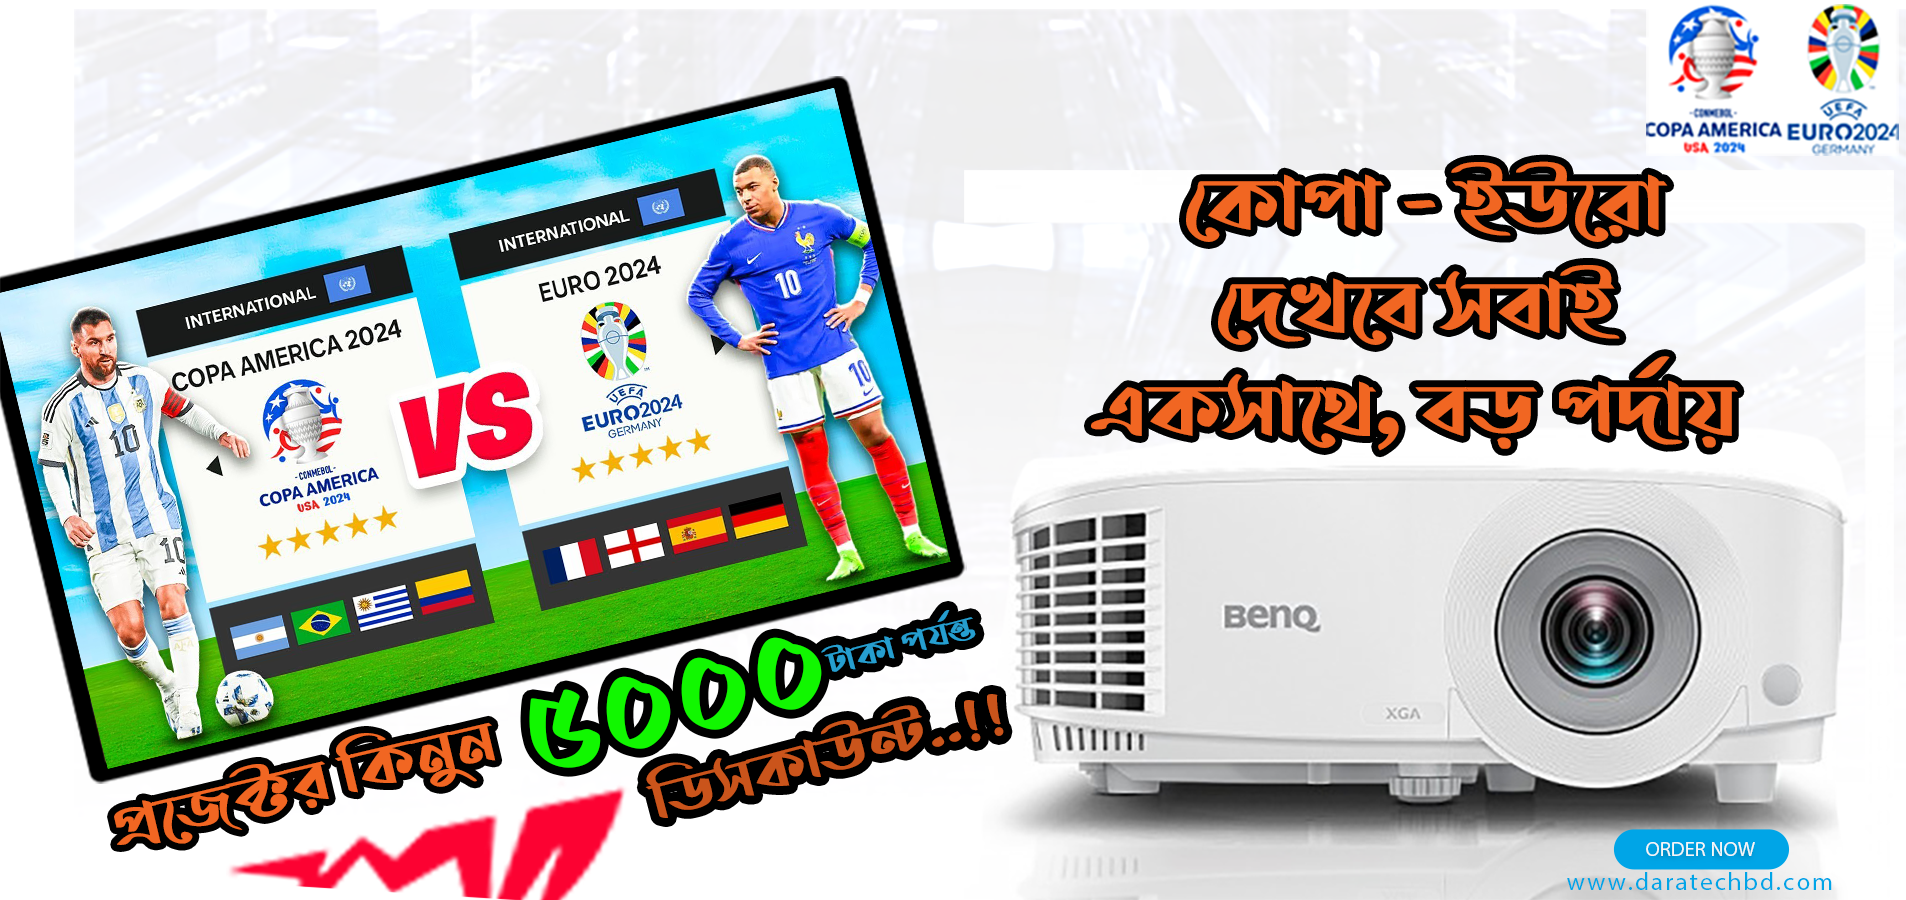 CONMEBOL
COPA AMERICA
USA 2024
UEFA
EURO2024
GERMANY
কোপা - ইউরো
দেখবে সবাই
একসাথে, বড় পর্দায়
INTERNATIONAL
COPA AMERICA 2024
CONMEBOL
COPA AMERICA
USA 2024
VS
INTERNATIONAL
EURO 2024
UEFA
EURO2024
GERMANY
10
10
10
10
প্রজেক্টর কিনুন ৫০০০ টাকা পর্যন্ত
ডিসকাউন্ট..!!
BenQ
XGA
ORDER NOW
www.daratechbd.com